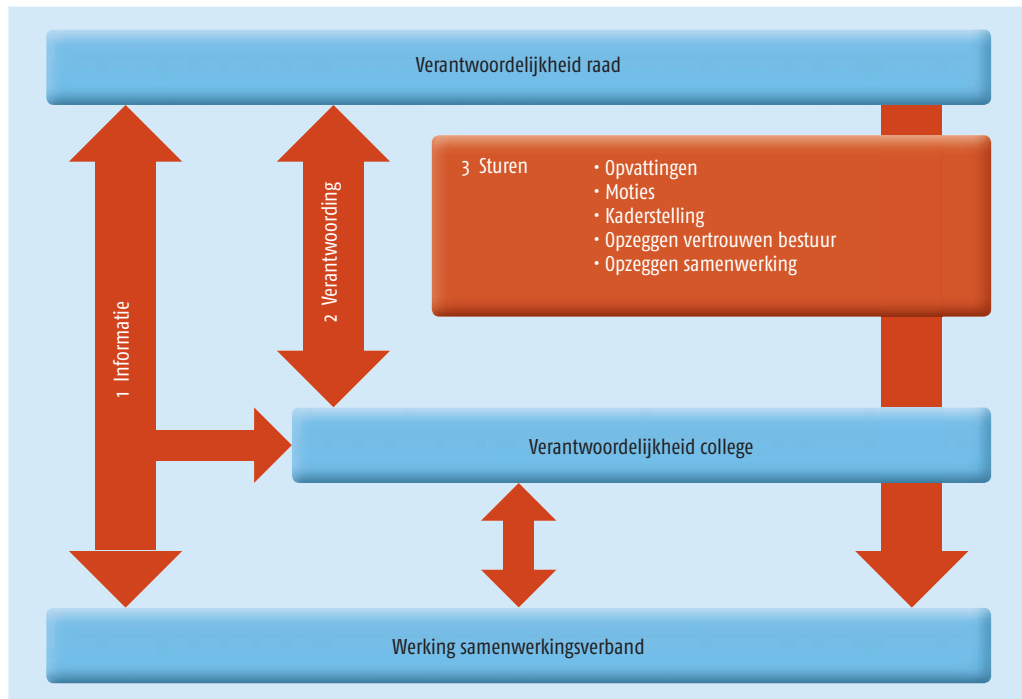 Verantwoordelijkheid raad
3 Sturen
• Opvattingen
• Moties
• Kaderstelling
• Opzeggen vertrouwen bestuur
• Opzeggen samenwerking
2 Verantwoording
1 Informatie
Verantwoordelijkheid college
Werking samenwerkingsverband